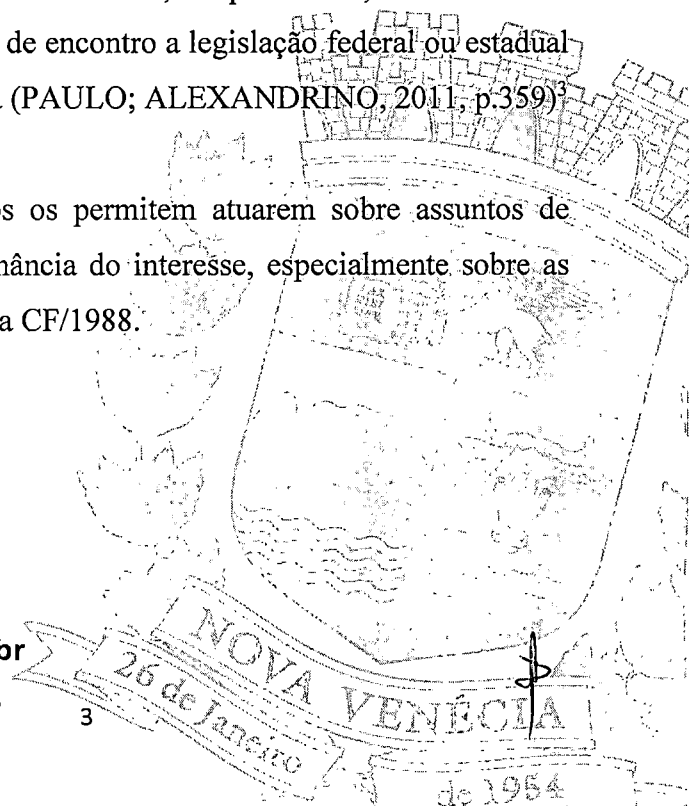 de encontro a legislação federal ou estadual
(PAULO; ALEXANDRINO, 2011, p.359)³
os permitem atuarem sobre assuntos de
do interesse, especialmente sobre as
a CF/1988.
br
3
NOVA VENÉCIA
26 de Janeiro
de 1954